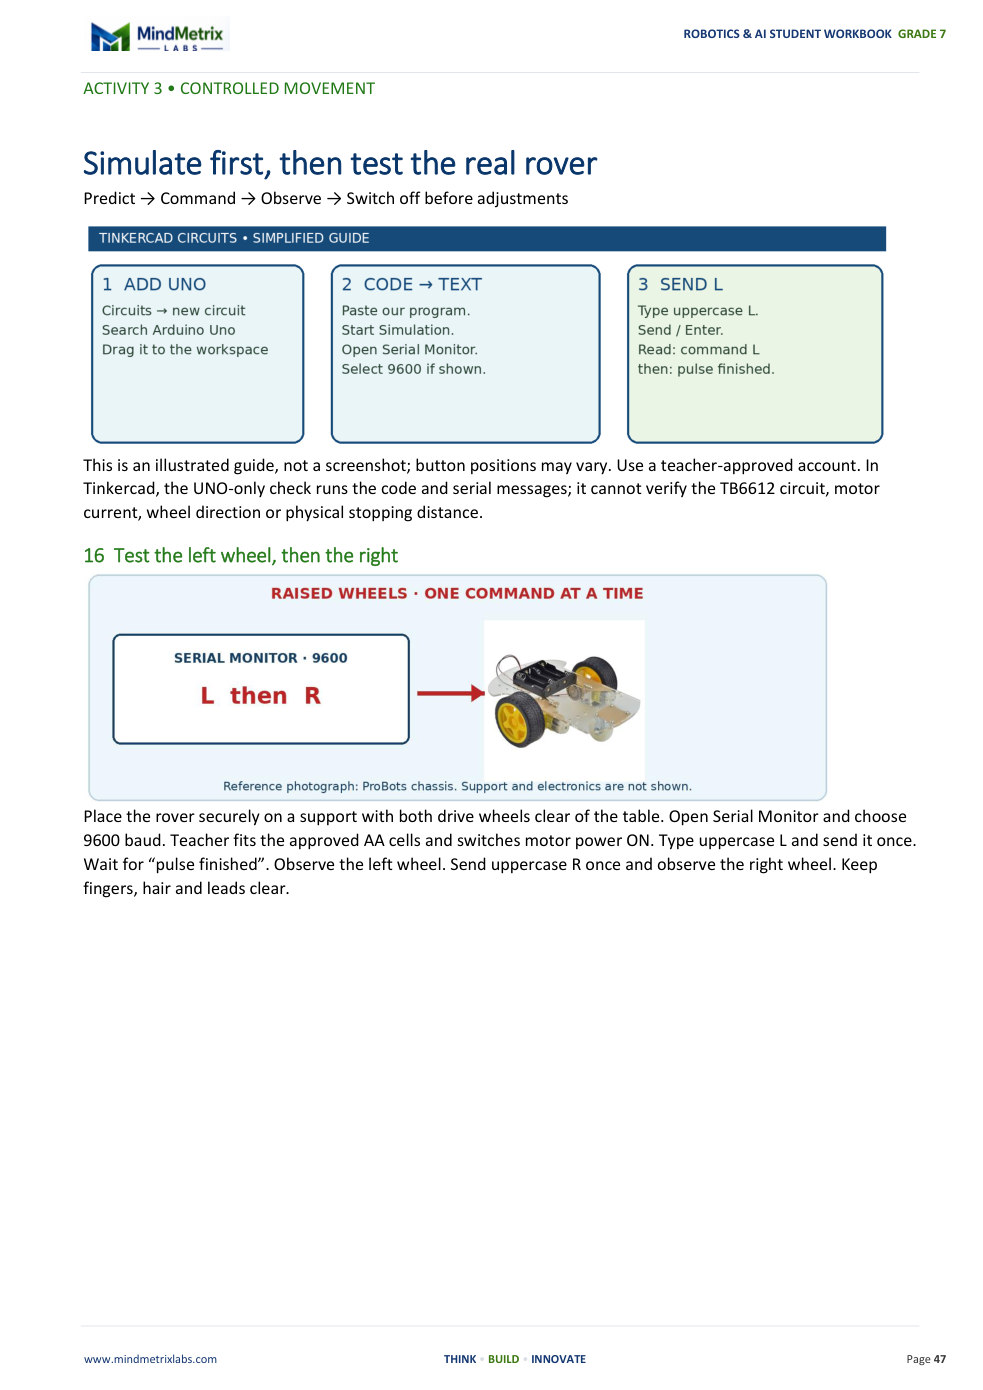 MindMetrix
LABS
ROBOTICS & AI STUDENT WORKBOOK GRADE 7
ACTIVITY 3 • CONTROLLED MOVEMENT
Simulate first, then test the real rover
Predict → Command → Observe → Switch off before adjustments
TINKERCAD CIRCUITS • SIMPLIFIED GUIDE
1 ADD UNO
Circuits → new circuit
Search Arduino Uno
Drag it to the workspace
2 CODE → TEXT
Paste our program.
Start Simulation.
Open Serial Monitor.
Select 9600 if shown.
3 SEND L
Type uppercase L.
Send / Enter.
Read: command L
then: pulse finished.
This is an illustrated guide, not a screenshot; button positions may vary. Use a teacher-approved account. In
Tinkercad, the UNO-only check runs the code and serial messages; it cannot verify the TB6612 circuit, motor
current, wheel direction or physical stopping distance.
16 Test the left wheel, then the right
RAISED WHEELS · ONE COMMAND AT A TIME
SERIAL MONITOR · 9600
L then R
Reference photograph: ProBots chassis. Support and electronics are not shown.
Place the rover securely on a support with both drive wheels clear of the table. Open Serial Monitor and choose
9600 baud. Teacher fits the approved AA cells and switches motor power ON. Type uppercase L and send it once.
Wait for “pulse finished”. Observe the left wheel. Send uppercase R once and observe the right wheel. Keep
fingers, hair and leads clear.
www.mindmetrixlabs.com
THINK • BUILD • INNOVATE
Page 47